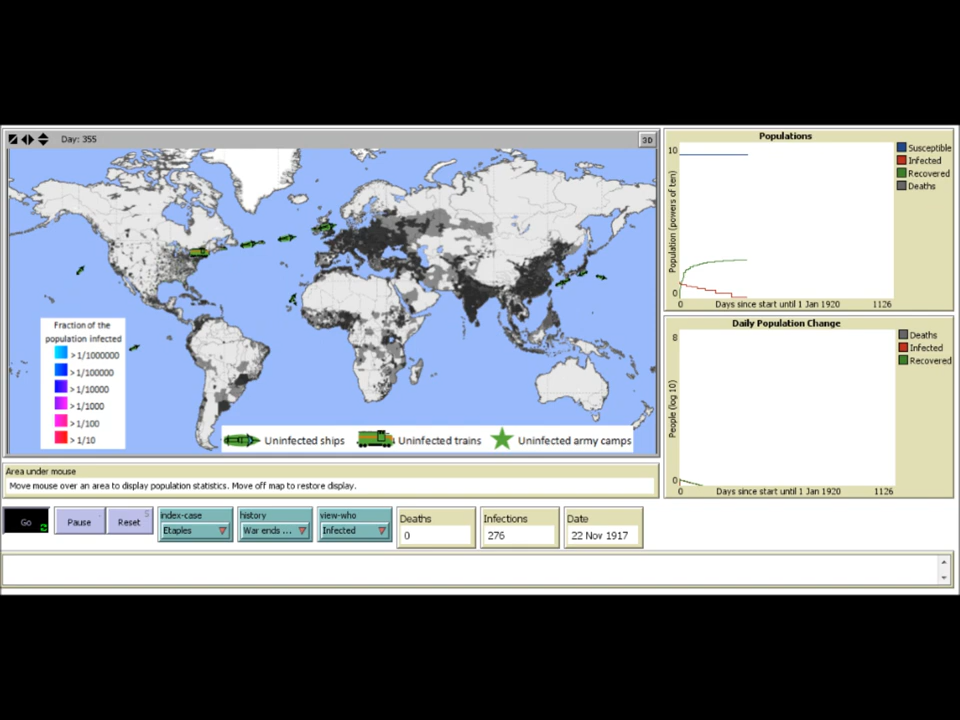 Day: 355
3D
Fraction of the
population infected
> 1/1000000
> 1/100000
> 1/10000
> 1/1000
> 1/100
> 1/10
Uninfected ships
Uninfected trains
Uninfected army camps
Populations
10
Population (powers of ten)
0
0
Days since start until 1 Jan 1920
1126
Susceptible
Infected
Recovered
Deaths
Daily Population Change
8
People (log 10)
0
0
Days since start until 1 Jan 1920
1126
Deaths
Infected
Recovered
Area under mouse
Move mouse over an area to display population statistics. Move off map to restore display.
Go
Pause
Reset
S
index-case
Etaples
history
War ends ...
view-who
Infected
Deaths
0
Infections
276
Date
22 Nov 1917